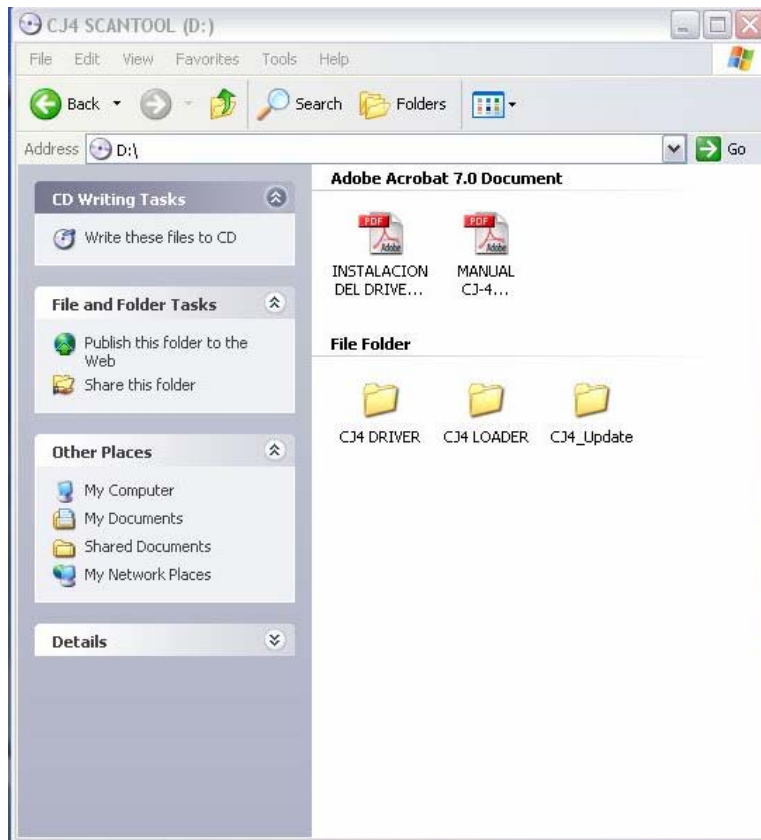 CJ4 SCANTOOL (D:)
File Edit View Favorites Tools Help
Back Search Folders
Address D:\ Go
CD Writing Tasks
Write these files to CD
File and Folder Tasks
Publish this folder to the
Web
Share this folder
Other Places
My Computer
My Documents
Shared Documents
My Network Places
Details
Adobe Acrobat 7.0 Document
PDF Adobe PDF Adobe
INSTALACION MANUAL
DEL DRIVE... CJ-4...
File Folder
CJ4 DRIVER CJ4 LOADER CJ4_Update